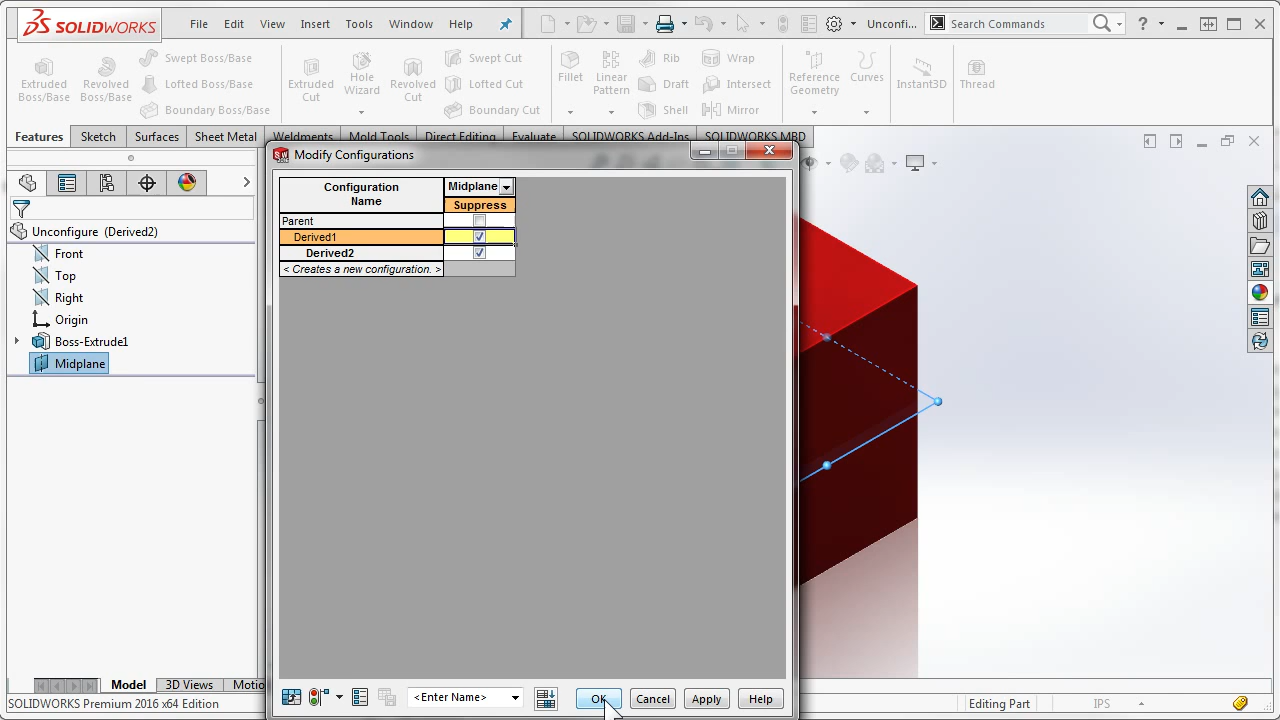 SOLIDWORKS File Edit View Insert Tools Window Help Unconfi... Search Commands ?
Extruded Boss/Base Revolved Boss/Base Swept Boss/Base Lofted Boss/Base Boundary Boss/Base Extruded Cut Hole Wizard Revolved Cut Swept Cut Lofted Cut Boundary Cut Fillet Linear Pattern Rib Draft Shell Wrap Intersect Mirror Reference Geometry Curves Instant3D Thread
Features Sketch Surfaces Sheet Metal Weldments Mold Tools Direct Editing Evaluate SOLIDWORKS Add-Ins SOLIDWORKS MBD
Modify Configurations
Configuration Name Midplane
Suppress
Parent
Derived1
Derived2
< Creates a new configuration. >
Unconfigure (Derived2)
Front
Top
Right
Origin
Boss-Extrude1
Midplane
<Enter Name> OK Cancel Apply Help
Model 3D Views Motio
SOLIDWORKS Premium 2016 x64 Edition Editing Part IPS